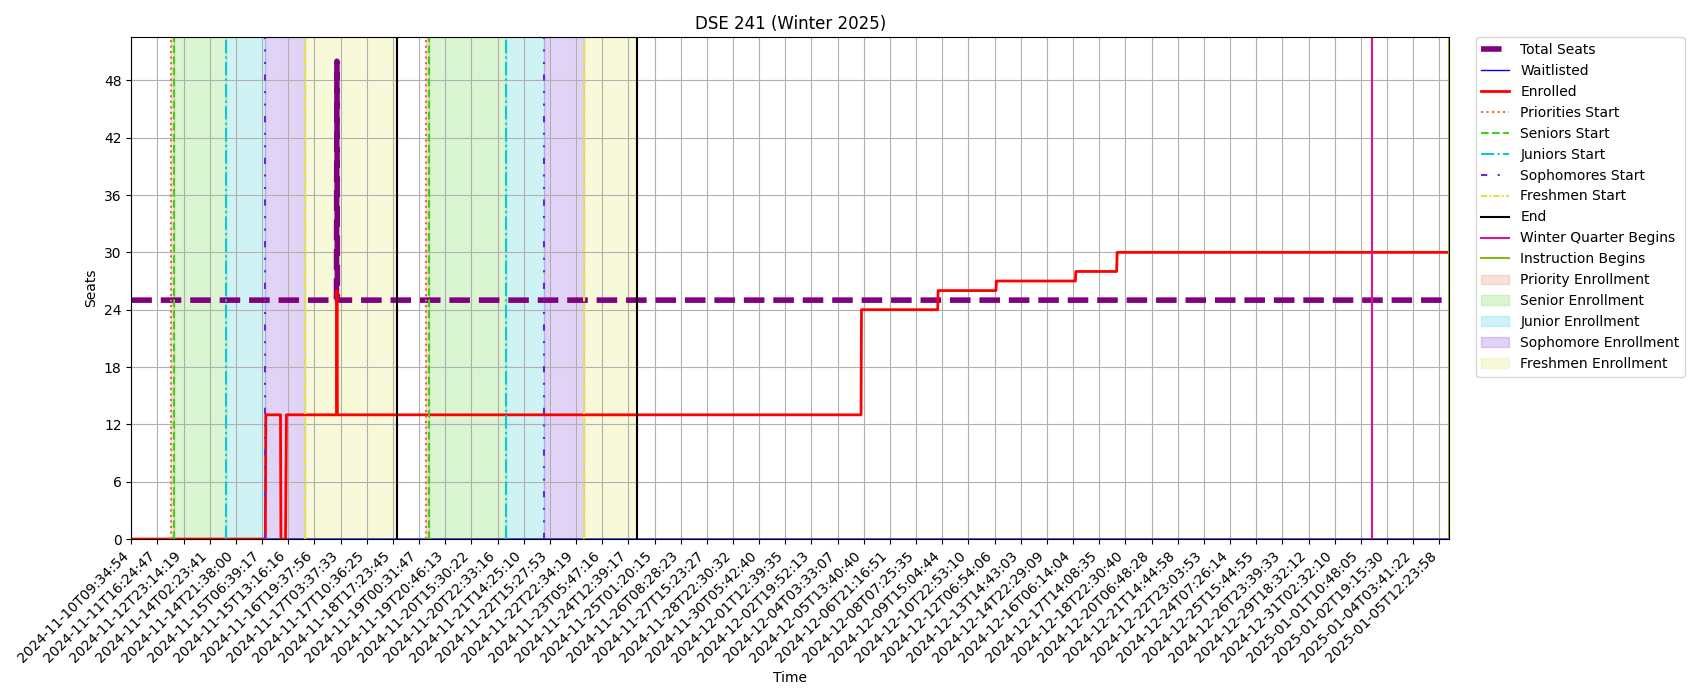 DSE 241 (Winter 2025)
Seats
48
42
36
30
24
18
12
6
0
2024-11-10T09:34:54
2024-11-11T16:24:47
2024-11-12T23:14:19
2024-11-14T02:23:41
2024-11-14T21:38:00
2024-11-15T06:39:17
2024-11-15T13:16:16
2024-11-16T19:37:56
2024-11-17T03:37:33
2024-11-17T10:36:25
2024-11-18T17:23:45
2024-11-19T00:31:47
2024-11-19T20:46:13
2024-11-20T15:30:22
2024-11-20T22:33:16
2024-11-21T14:25:10
2024-11-22T15:27:53
2024-11-22T22:34:19
2024-11-23T05:47:16
2024-11-24T12:39:17
2024-11-25T01:20:15
2024-11-26T08:28:23
2024-11-27T15:23:27
2024-11-28T22:30:32
2024-11-30T05:42:40
2024-12-01T12:39:35
2024-12-02T19:52:13
2024-12-04T03:33:07
2024-12-05T13:40:40
2024-12-06T21:16:51
2024-12-08T07:25:35
2024-12-09T15:04:44
2024-12-10T22:53:10
2024-12-12T06:54:06
2024-12-13T14:43:03
2024-12-14T22:29:09
2024-12-16T06:14:04
2024-12-17T14:08:35
2024-12-18T22:30:40
2024-12-20T06:48:28
2024-12-21T14:44:58
2024-12-22T23:03:53
2024-12-24T07:26:14
2024-12-25T15:44:55
2024-12-26T23:39:33
2024-12-29T18:32:12
2024-12-31T02:32:10
2025-01-01T10:48:05
2025-01-02T19:15:30
2025-01-04T03:41:22
2025-01-05T12:23:58
Time
Total Seats
Waitlisted
Enrolled
Priorities Start
Seniors Start
Juniors Start
Sophomores Start
Freshmen Start
End
Winter Quarter Begins
Instruction Begins
Priority Enrollment
Senior Enrollment
Junior Enrollment
Sophomore Enrollment
Freshmen Enrollment